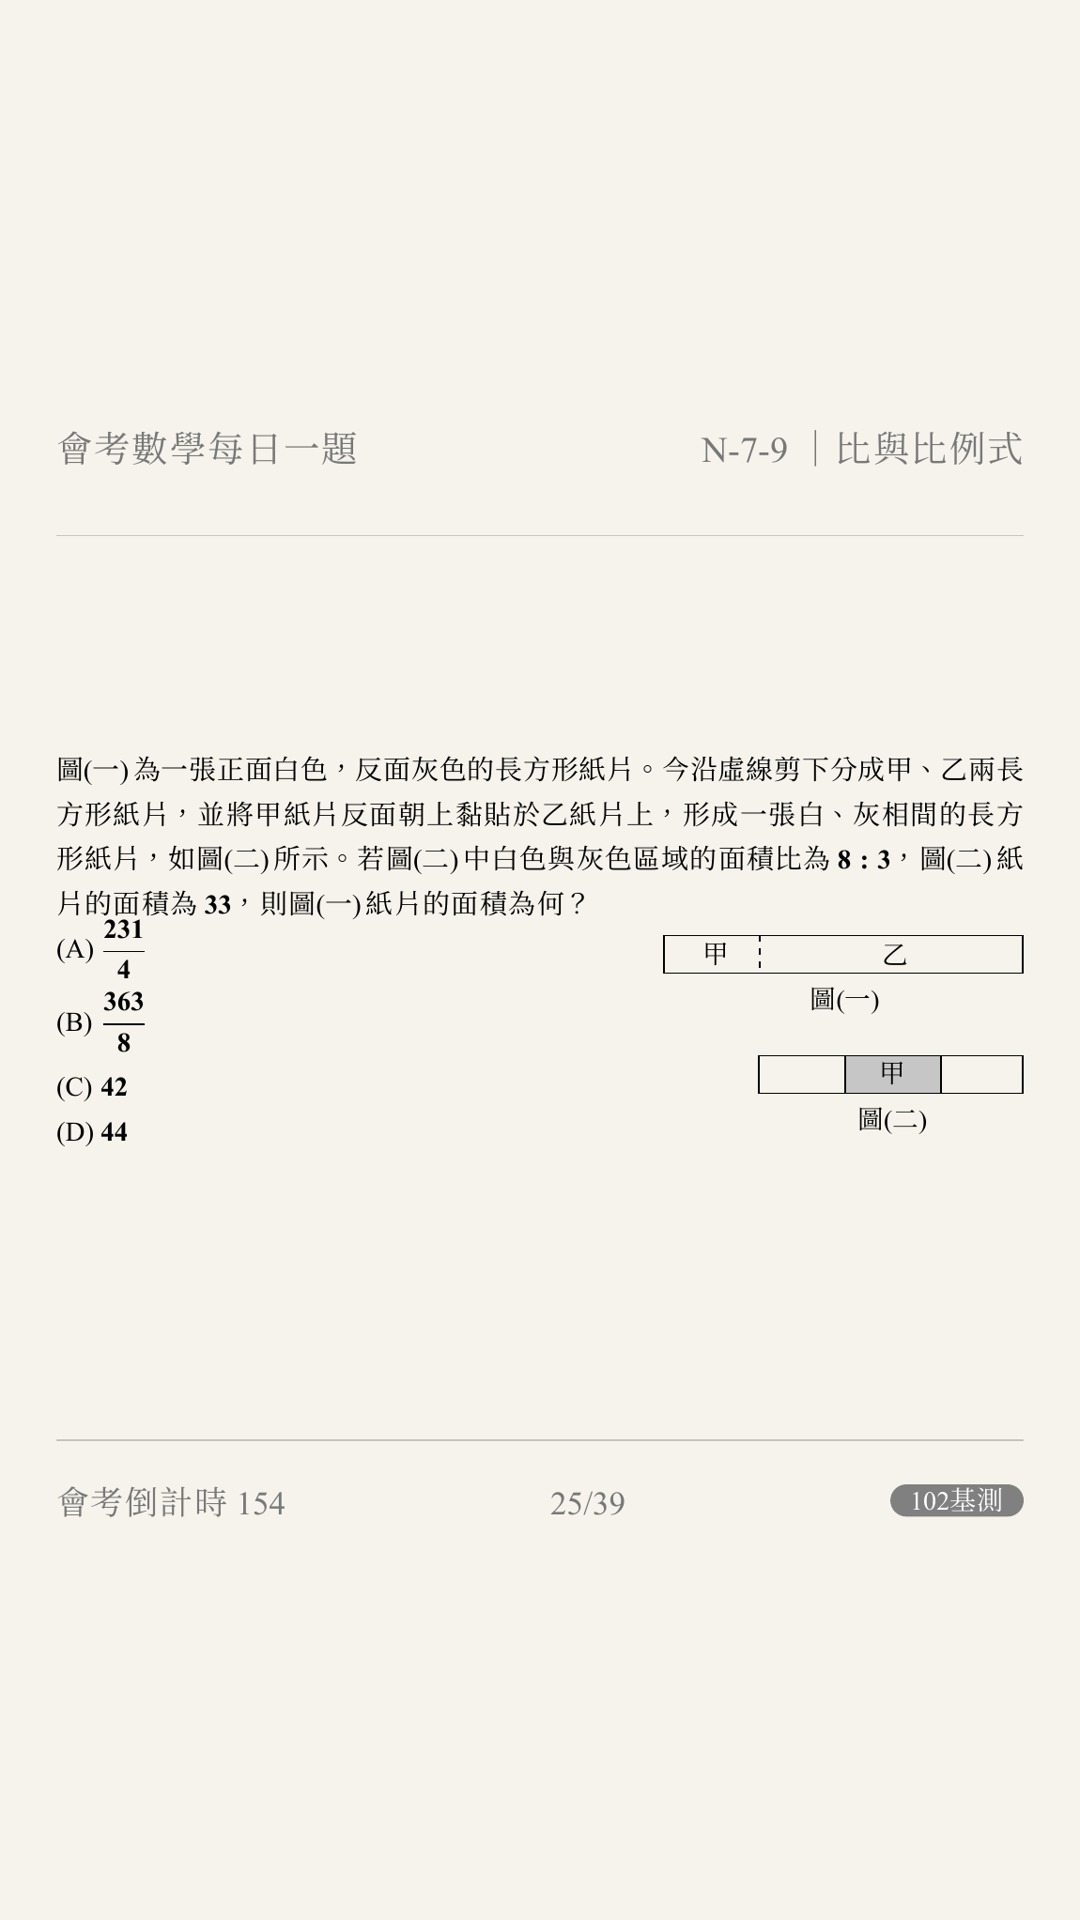 會考數學每日一題
N-7-9 | 比與比例式
圖(一)為一張正面白色，反面灰色的長方形紙片。今沿虛線剪下分成甲、乙兩長
方形紙片，並將甲紙片反面朝上黏貼於乙紙片上，形成一張白、灰相間的長方
形紙片，如圖(二)所示。若圖(二)中白色與灰色區域的面積比為 8 : 3，圖(二)紙
片的面積為 33，則圖(一)紙片的面積為何？
(A) 231/4
(B) 363/8
(C) 42
(D) 44
甲 乙
圖(一)
甲
圖(二)
會考倒計時 154
25/39
102基測